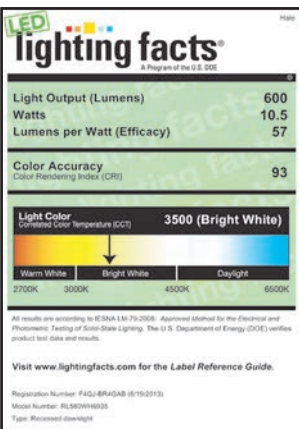 Halo
LED
lighting facts®
A Program of the U.S. DOE
Light Output (Lumens) 600
Watts 10.5
Lumens per Watt (Efficacy) 57
Color Accuracy 93
Color Rendering Index (CRI)
Light Color 3500 (Bright White)
Correlated Color Temperature (CCT)
Warm White Bright White Daylight
2700K 3000K 4500K 6500K
All results are according to IESNA LM-79-2008: Approved Method for the Electrical and
Photometric Testing of Solid-State Lighting. The U.S. Department of Energy (DOE) verifies
product test data and results.
Visit www.lightingfacts.com for the Label Reference Guide.
Registration Number: F4QJ-BR4GAB (6/19/2013)
Model Number: RL560WH6935
Type: Recessed downlight